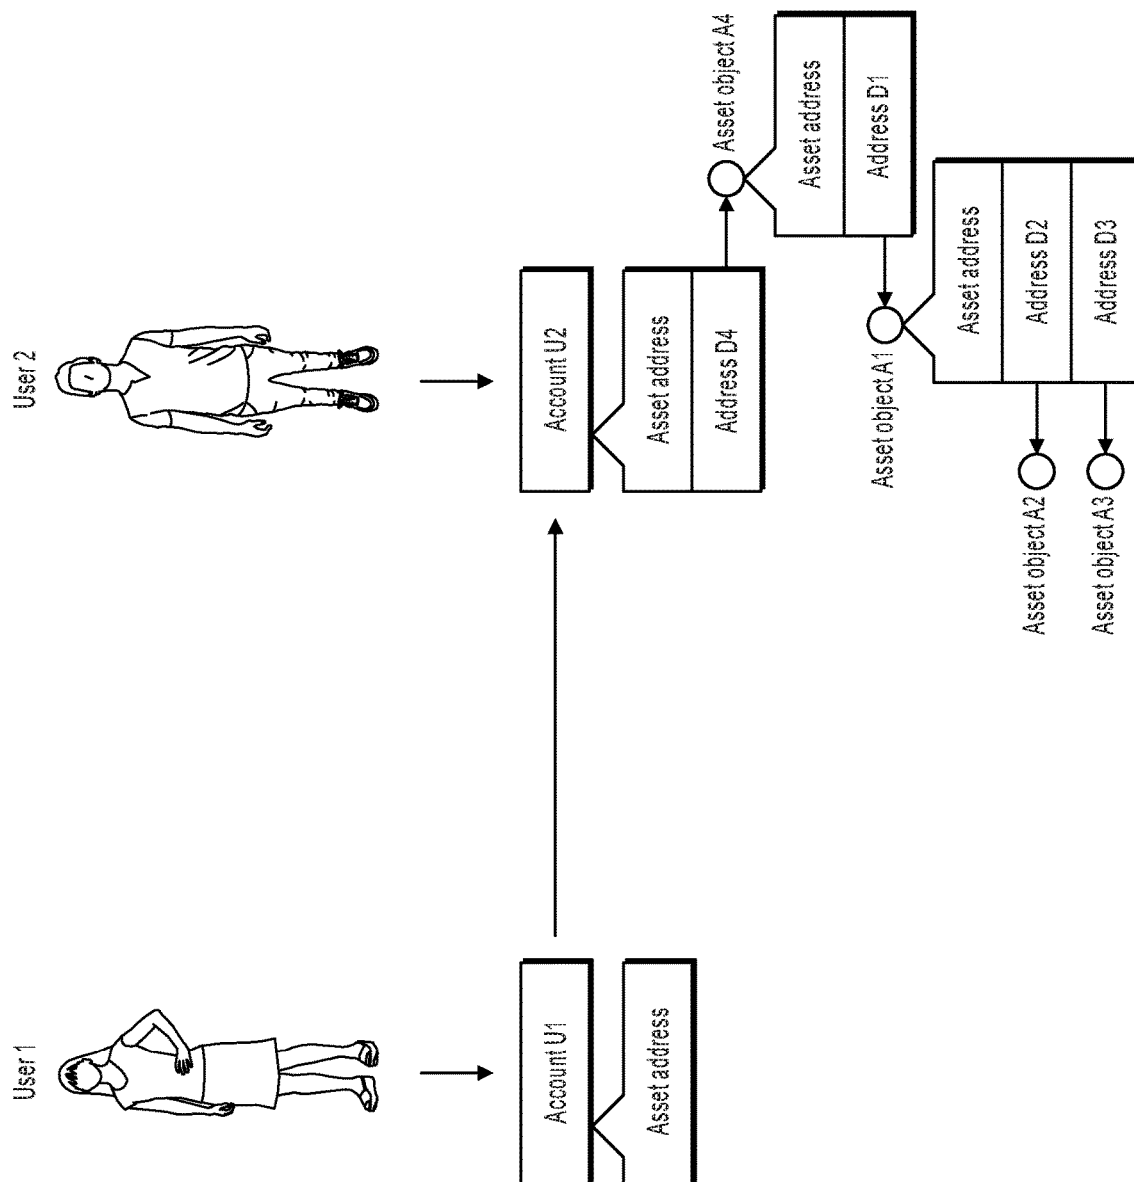 User 1
Account U1
Asset address
User 2
Account U2
Asset address
Address D4
Asset object A4
Asset address
Address D1
Asset object A1
Asset address
Address D2
Address D3
Asset object A2
Asset object A3